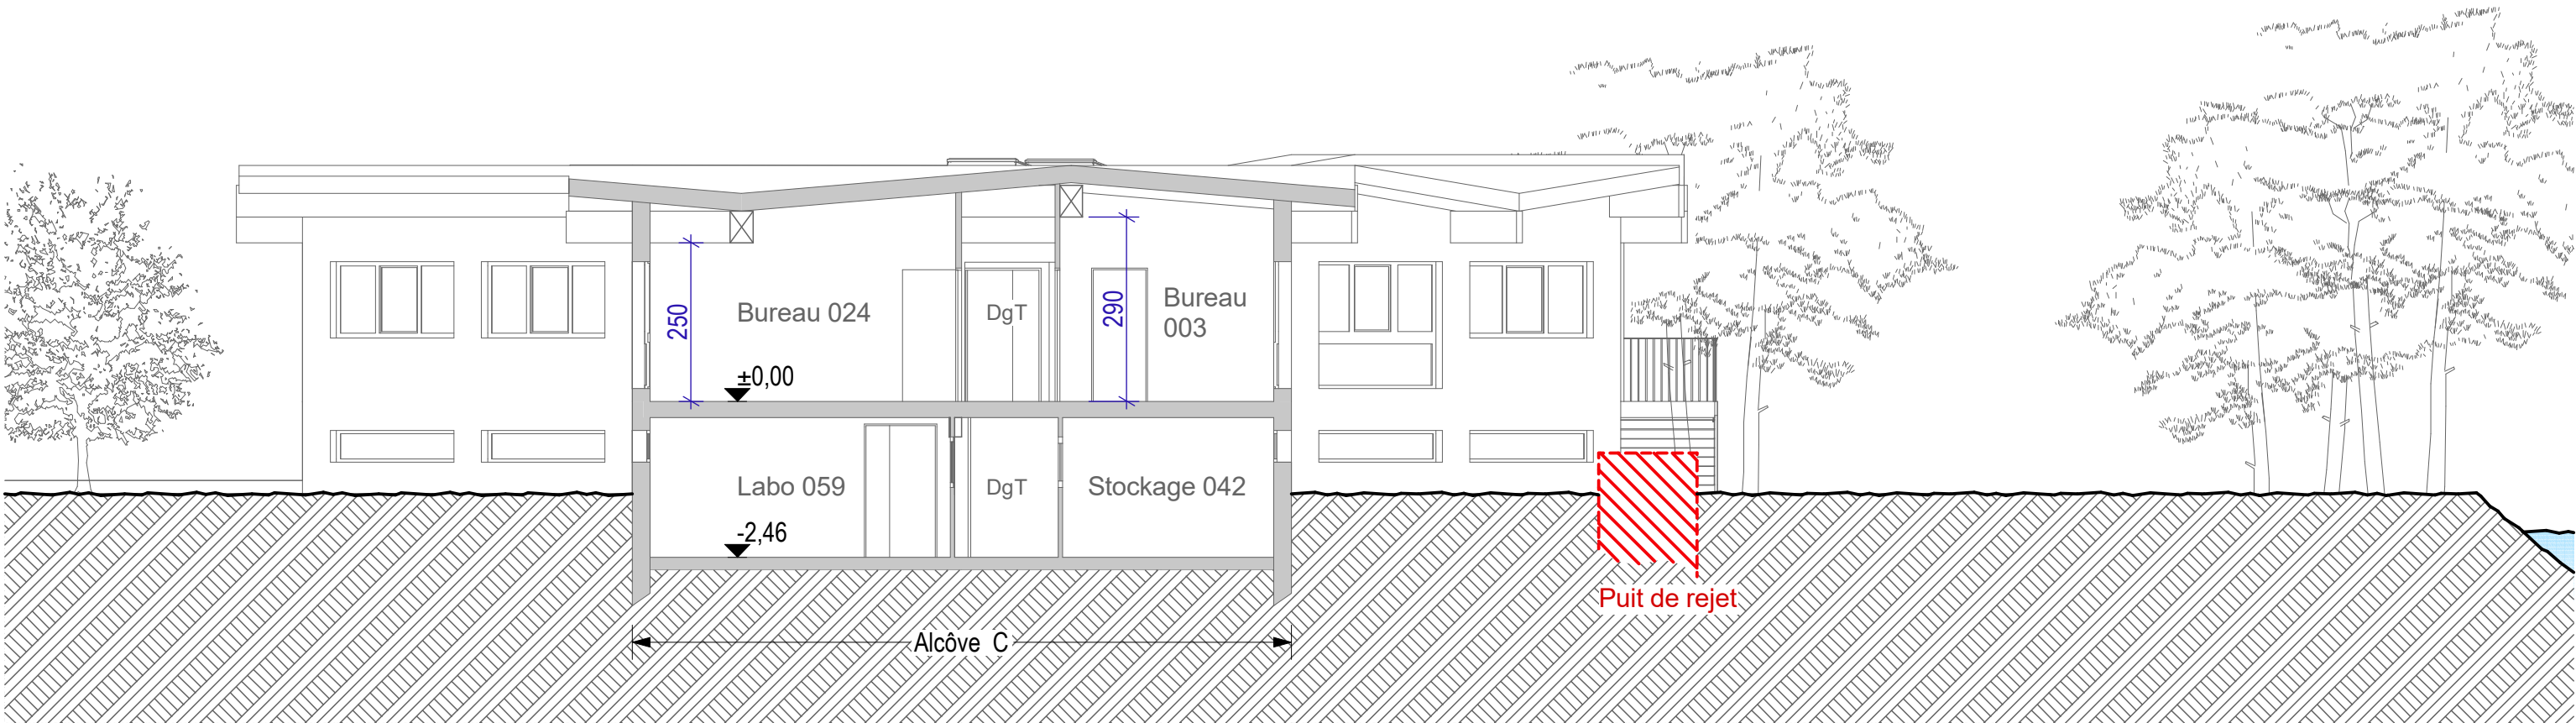 250
Bureau 024
±0,00
DgT
290
Bureau
003
Labo 059
-2,46
DgT
Stockage 042
Puit de rejet
Alcôve C